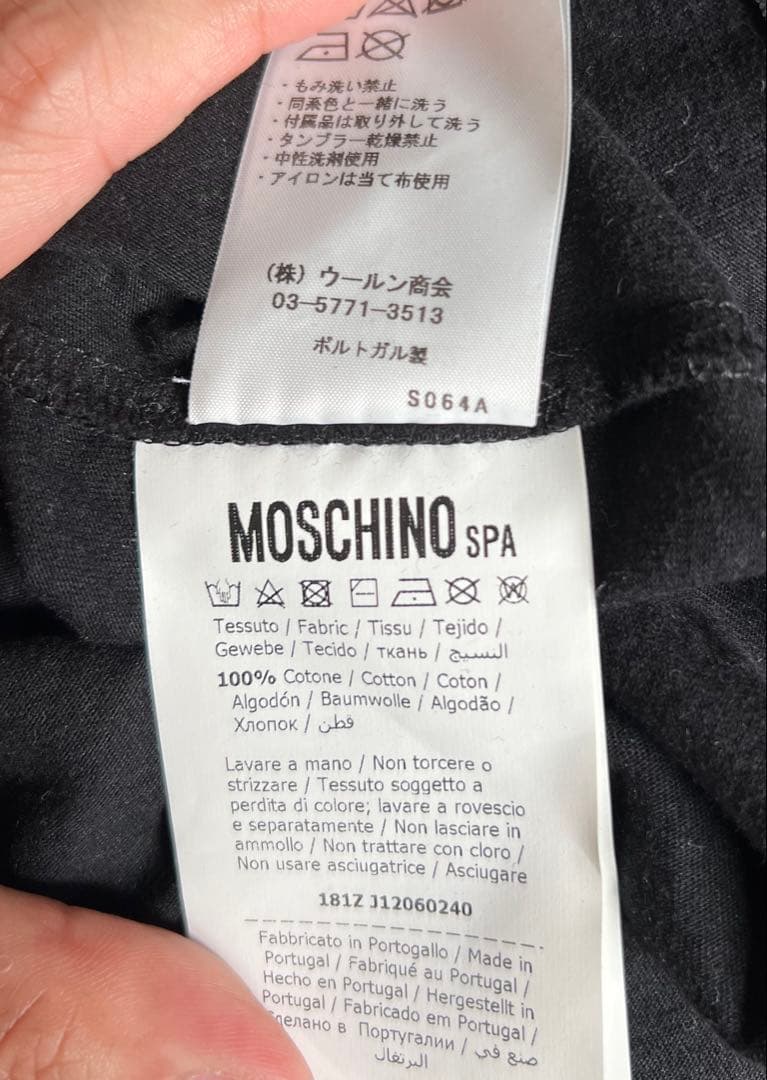 ・もみ洗い禁止
・同系色と一緒に洗う
・付属品は取り外して洗う
・タンブラー乾燥禁止
・中性洗剤使用
・アイロンは当て布使用
(株) ウールン商会
03-5771-3513
ポルトガル製
S064A
MOSCHINO SPA
Tessuto / Fabric / Tissu / Tejido /
Gewebe / Tecido / ткань / النسيج
100% Cotone / Cotton / Coton /
Algodón / Baumwolle / Algodão /
Хлопок / قطن
Lavare a mano / Non torcere o
strizzare / Tessuto soggetto a
perdita di colore; lavare a rovescio
e separatamente / Non lasciare in
ammollo / Non trattare con cloro /
Non usare asciugatrice / Asciugare
181Z J12060240
Fabbricato in Portogallo / Made in
Portugal / Fabriqué au Portugal /
Hecho en Portugal / Hergestellt in
Portugal / Fabricado em Portugal /
Сделано в Португалии / صنع في
البرتغال